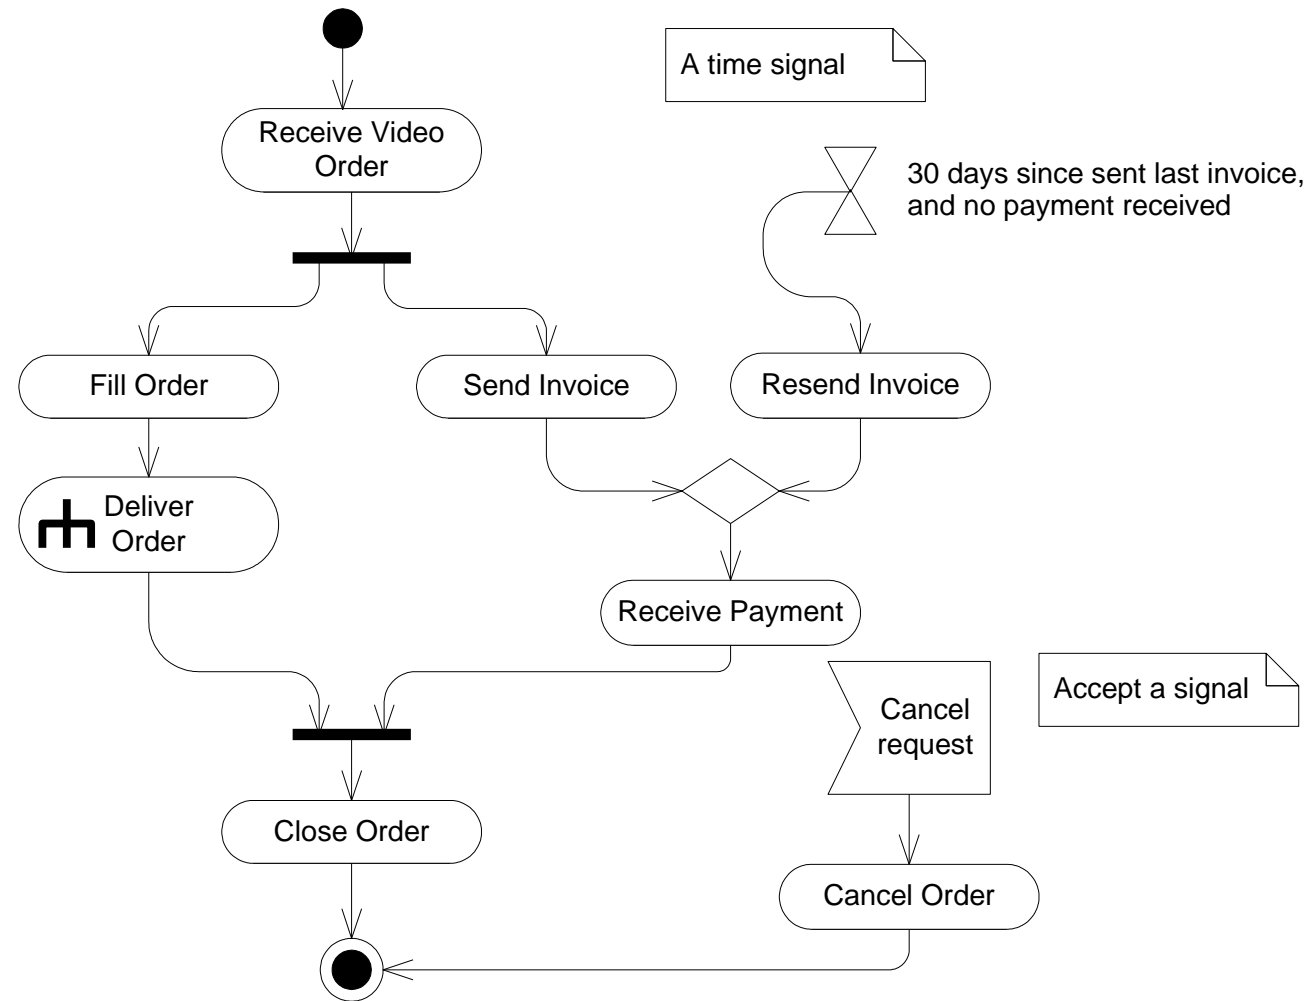 A time signal
Receive Video
Order
30 days since sent last invoice,
and no payment received
Fill Order
Send Invoice
Resend Invoice
Deliver
Order
Receive Payment
Cancel
request
Accept a signal
Close Order
Cancel Order